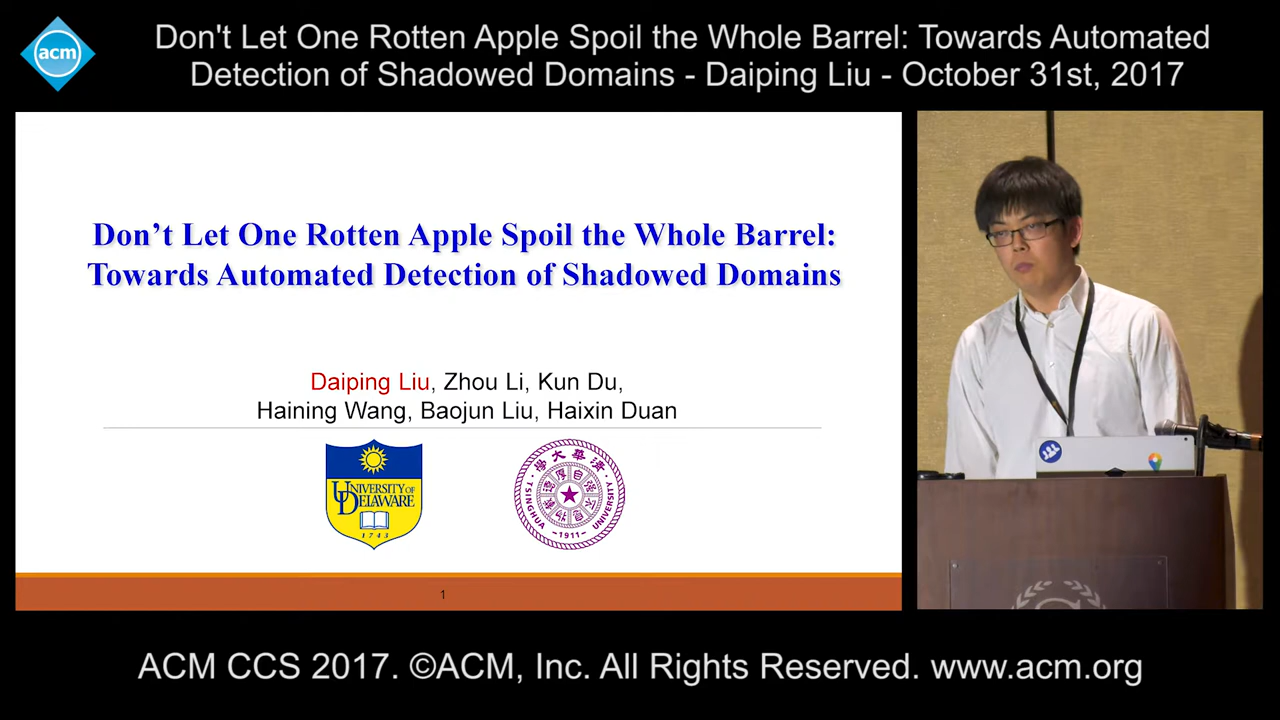 acm
Don't Let One Rotten Apple Spoil the Whole Barrel: Towards Automated
Detection of Shadowed Domains - Daiping Liu - October 31st, 2017
Don’t Let One Rotten Apple Spoil the Whole Barrel:
Towards Automated Detection of Shadowed Domains
Daiping Liu, Zhou Li, Kun Du,
Haining Wang, Baojun Liu, Haixin Duan
UNIVERSITY OF
DELAWARE
1743
TSINGHUA UNIVERSITY
-1911-
1
ACM CCS 2017. ©ACM, Inc. All Rights Reserved. www.acm.org